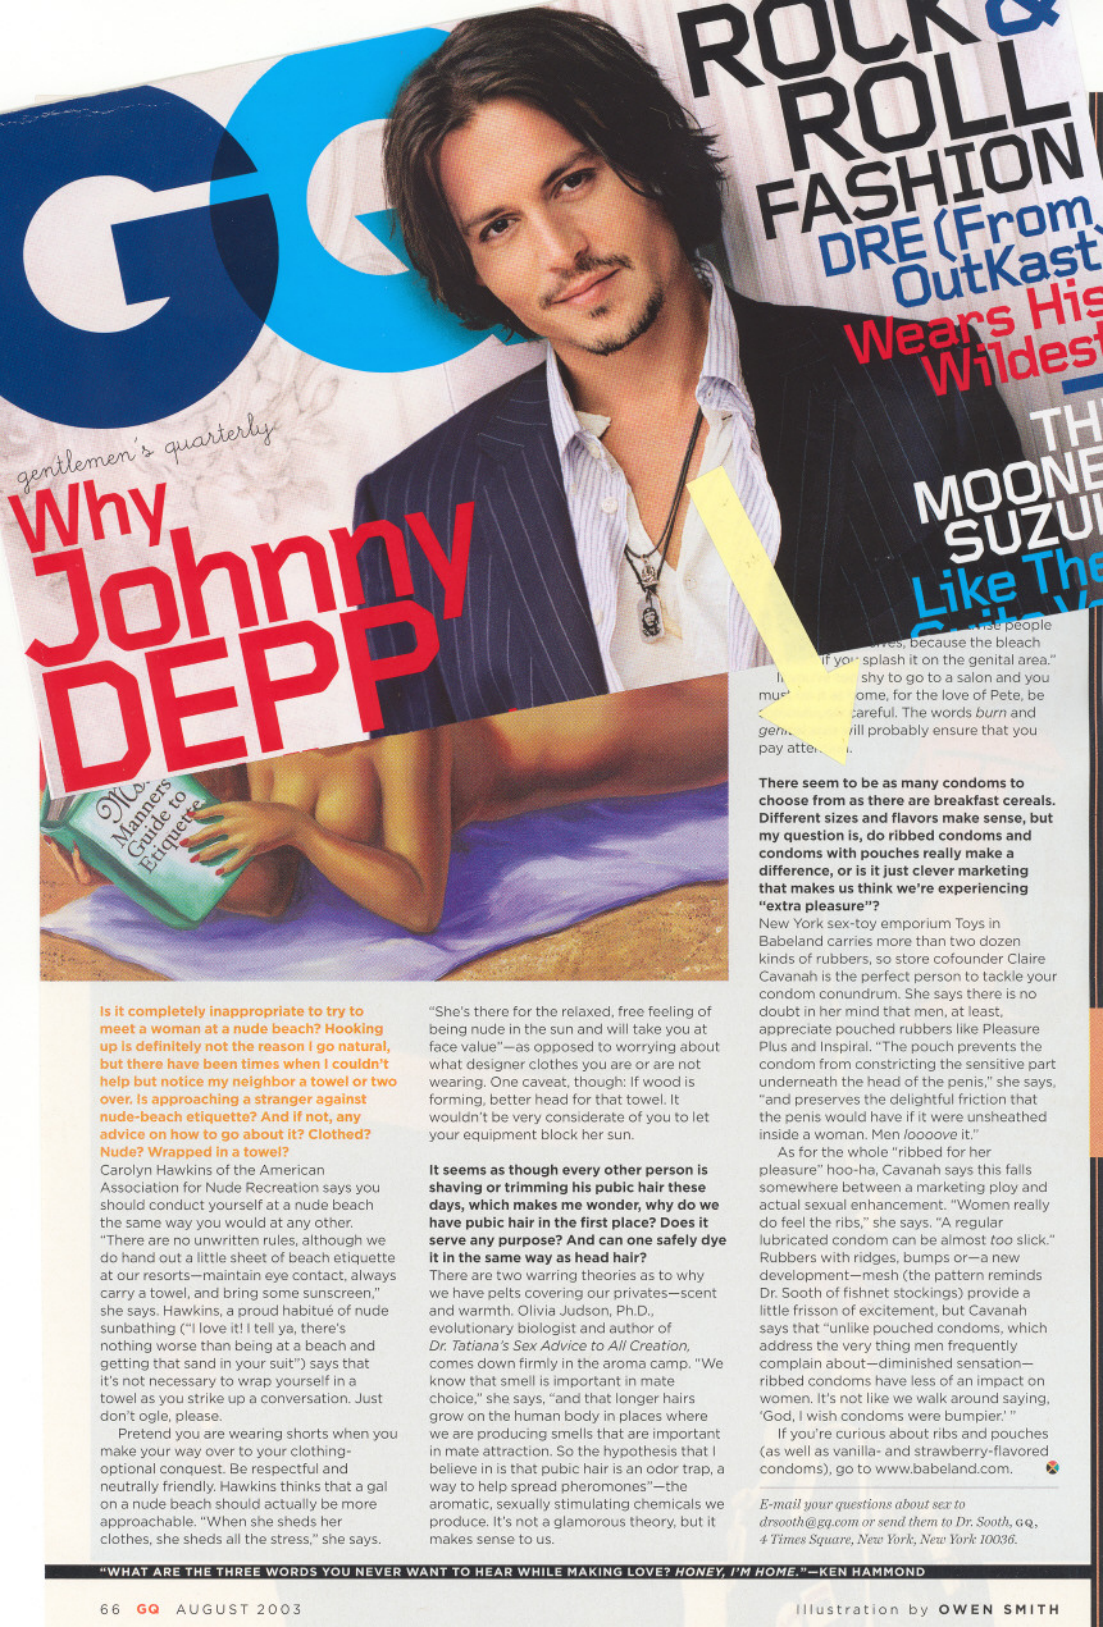 GQ
gentlemen's quarterly
Why
Johnny
DEPP
ROCK &
ROLL
FASHION
DRE (From
OutKast)
Wears His
Wildest
MOONE
SUZU
Like The
Ms.
Manners
Guide to
Etiquette
Is it completely inappropriate to try to
meet a woman at a nude beach? Hooking
up is definitely not the reason I go natural,
but there have been times when I couldn't
help but notice my neighbor a towel or two
over. Is approaching a stranger against
nude-beach etiquette? And if not, any
advice on how to go about it? Clothed?
Nude? Wrapped in a towel?
Carolyn Hawkins of the American
Association for Nude Recreation says you
should conduct yourself at a nude beach
the same way you would at any other.
"There are no unwritten rules, although we
do hand out a little sheet of beach etiquette
at our resorts—maintain eye contact, always
carry a towel, and bring some sunscreen,"
she says. Hawkins, a proud habitué of nude
sunbathing ("I love it! I tell ya, there's
nothing worse than being at a beach and
getting that sand in your suit") says that
it's not necessary to wrap yourself in a
towel as you strike up a conversation. Just
don't ogle, please.
Pretend you are wearing shorts when you
make your way over to your clothing-
optional conquest. Be respectful and
neutrally friendly. Hawkins thinks that a gal
on a nude beach should actually be more
approachable. "When she sheds her
clothes, she sheds all the stress," she says.
"She's there for the relaxed, free feeling of
being nude in the sun and will take you at
face value"—as opposed to worrying about
what designer clothes you are or are not
wearing. One caveat, though: If wood is
forming, better head for that towel. It
wouldn't be very considerate of you to let
your equipment block her sun.
It seems as though every other person is
shaving or trimming his pubic hair these
days, which makes me wonder, why do we
have pubic hair in the first place? Does it
serve any purpose? And can one safely dye
it in the same way as head hair?
There are two warring theories as to why
we have pelts covering our privates—scent
and warmth. Olivia Judson, Ph.D.,
evolutionary biologist and author of
Dr. Tatiana's Sex Advice to All Creation,
comes down firmly in the aroma camp. "We
know that smell is important in mate
choice," she says, "and that longer hairs
grow on the human body in places where
we are producing smells that are important
in mate attraction. So the hypothesis that I
believe in is that pubic hair is an odor trap, a
way to help spread pheromones"—the
aromatic, sexually stimulating chemicals we
produce. It's not a glamorous theory, but it
makes sense to us.
people
because the bleach
if you splash it on the genital area."
shy to go to a salon and you
for the love of Pete, be
careful. The words burn and
will probably ensure that you
pay
There seem to be as many condoms to
choose from as there are breakfast cereals.
Different sizes and flavors make sense, but
my question is, do ribbed condoms and
condoms with pouches really make a
difference, or is it just clever marketing
that makes us think we're experiencing
"extra pleasure"?
New York sex-toy emporium Toys in
Babeland carries more than two dozen
kinds of rubbers, so store cofounder Claire
Cavanah is the perfect person to tackle your
condom conundrum. She says there is no
doubt in her mind that men, at least,
appreciate pouched rubbers like Pleasure
Plus and Inspiral. "The pouch prevents the
condom from constricting the sensitive part
underneath the head of the penis," she says,
"and preserves the delightful friction that
the penis would have if it were unsheathed
inside a woman. Men loooove it."
As for the whole "ribbed for her
pleasure" hoo-ha, Cavanah says this falls
somewhere between a marketing ploy and
actual sexual enhancement. "Women really
do feel the ribs," she says. "A regular
lubricated condom can be almost too slick."
Rubbers with ridges, bumps or—a new
development—mesh (the pattern reminds
Dr. Sooth of fishnet stockings) provide a
little frisson of excitement, but Cavanah
says that "unlike pouched condoms, which
address the very thing men frequently
complain about—diminished sensation—
ribbed condoms have less of an impact on
women. It's not like we walk around saying,
'God, I wish condoms were bumpier.' "
If you're curious about ribs and pouches
(as well as vanilla- and strawberry-flavored
condoms), go to www.babeland.com.
E-mail your questions about sex to
drsooth@gq.com or send them to Dr. Sooth, GQ,
4 Times Square, New York, New York 10036.
"WHAT ARE THE THREE WORDS YOU NEVER WANT TO HEAR WHILE MAKING LOVE? HONEY, I'M HOME."—KEN HAMMOND
66 GQ AUGUST 2003
Illustration by OWEN SMITH